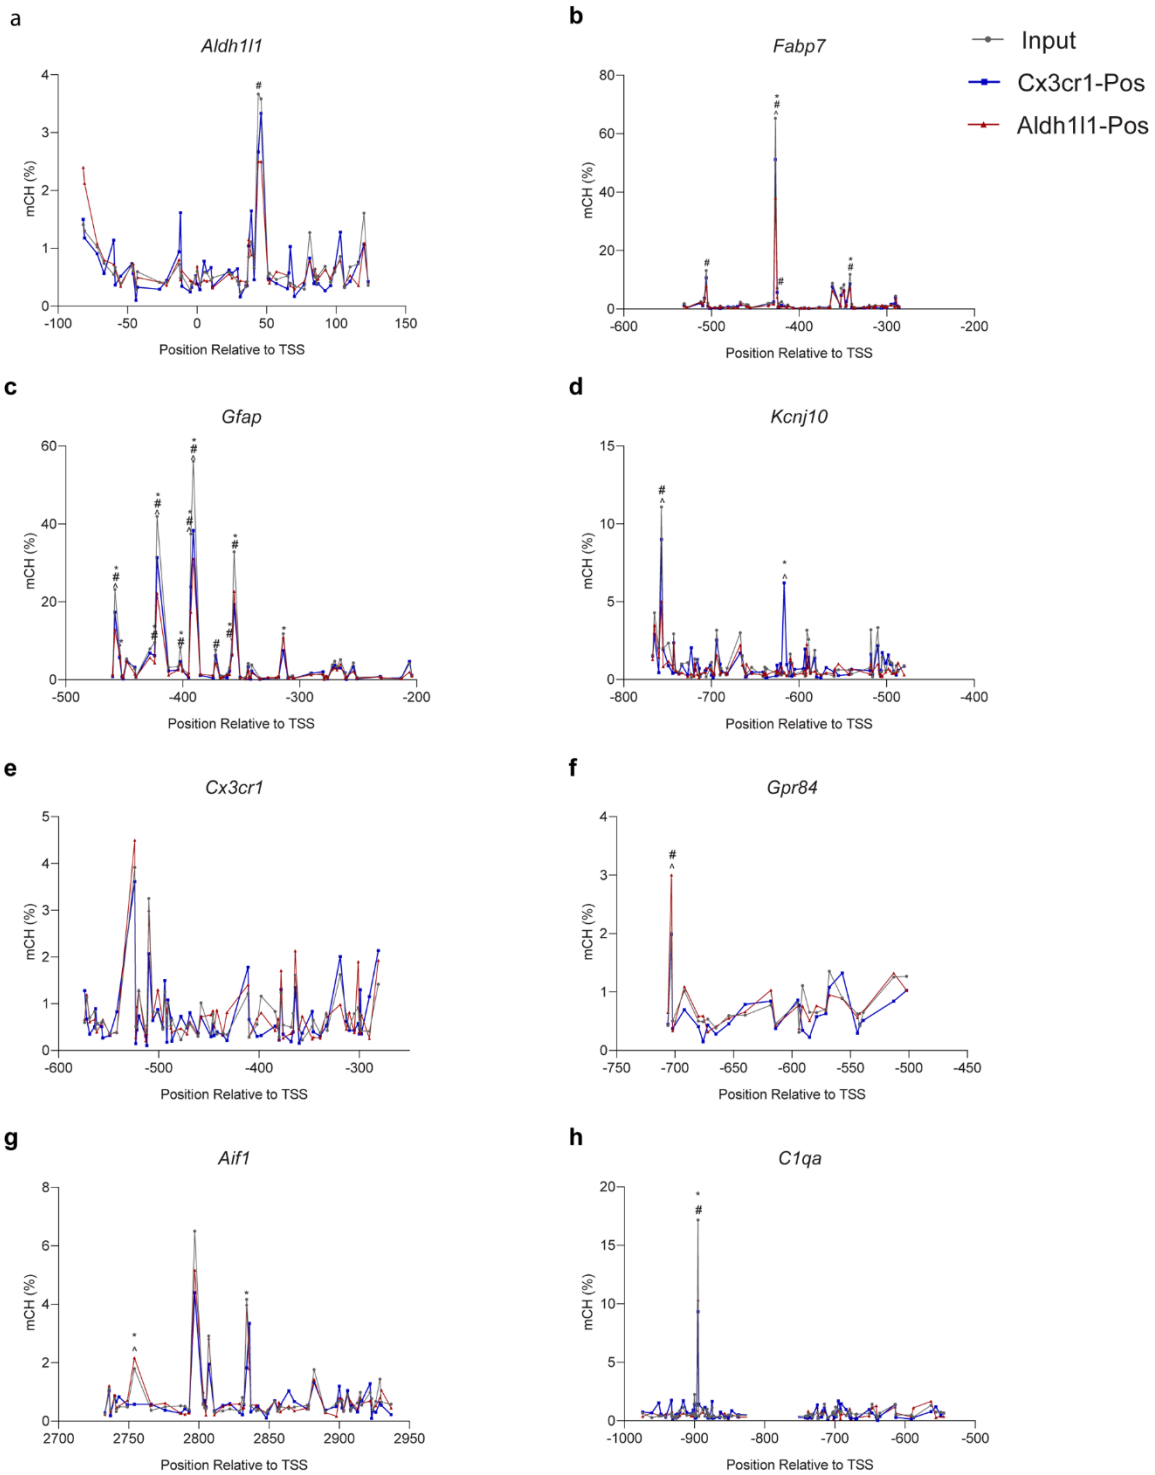 a
Aldh1l1
4
3
2
1
0
mCH (%)
#
-100 -50 0 50 100 150
Position Relative to TSS
b
Fabp7
80
60
40
20
0
mCH (%)
*
#
^
#
#
*
#
-600 -500 -400 -300 -200
Position Relative to TSS
Input
Cx3cr1-Pos
Aldh1l1-Pos
c
Gfap
60
40
20
0
mCH (%)
*
#
^
*
*
#
*
#
^
*
#
*
#
^
*
#
^
#
#
*
#
*
-500 -400 -300 -200
Position Relative to TSS
d
Kcnj10
15
10
5
0
mCH (%)
#
^
*
^
-800 -700 -600 -500 -400
Position Relative to TSS
e
Cx3cr1
5
4
3
2
1
0
mCH (%)
-600 -500 -400 -300
Position Relative to TSS
f
Gpr84
4
3
2
1
0
mCH (%)
#
^
-750 -700 -650 -600 -550 -500 -450
Position Relative to TSS
g
Aif1
8
6
4
2
0
mCH (%)
*
^
*
2700 2750 2800 2850 2900 2950
Position Relative to TSS
h
C1qa
20
15
10
5
0
mCH (%)
*
#
-1000 -900 -800 -700 -600 -500
Position Relative to TSS